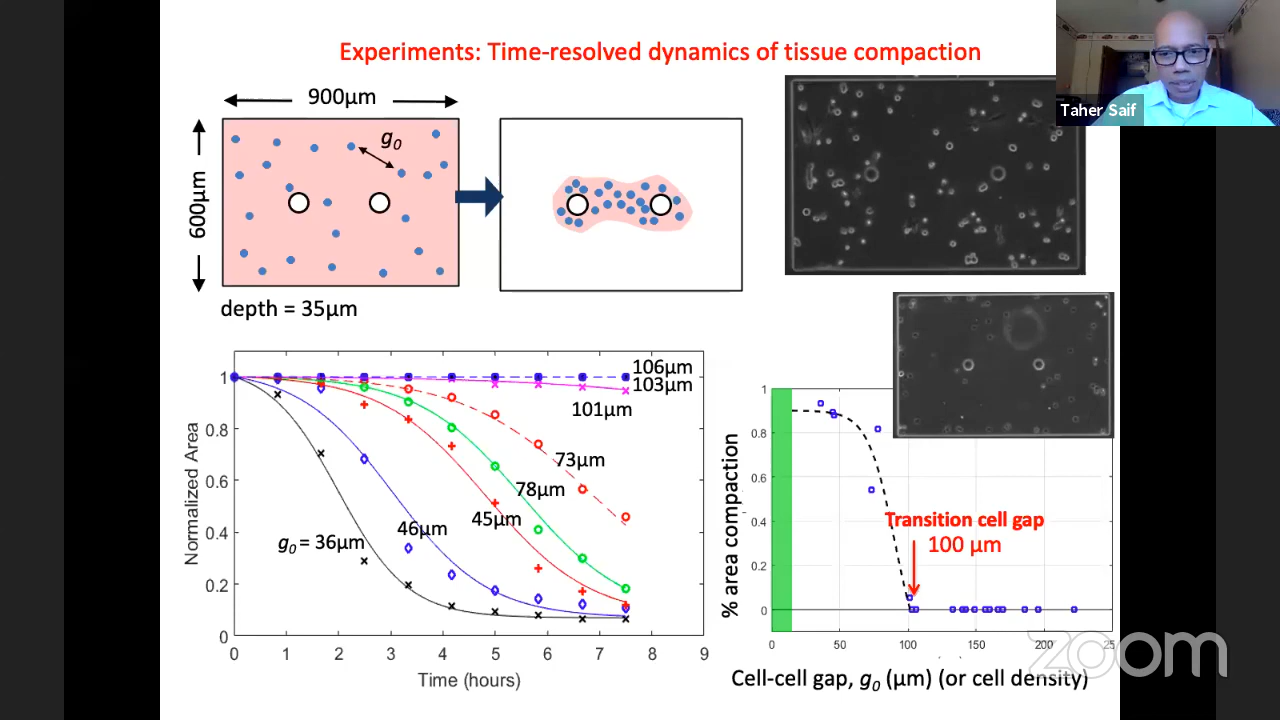 Experiments: Time-resolved dynamics of tissue compaction
Taher Saif
900μm
g0
600μm
depth = 35μm
Normalized Area
1
0.8
0.6
0.4
0.2
0
0
1
2
3
4
5
6
7
8
9
Time (hours)
g0 = 36μm
46μm
45μm
78μm
73μm
101μm
103μm
106μm
% area compaction
1
0.8
0.6
0.4
0.2
0
0
50
100
150
200
25
Transition cell gap
100 μm
Cell-cell gap, g0 (μm) (or cell density)
zoom